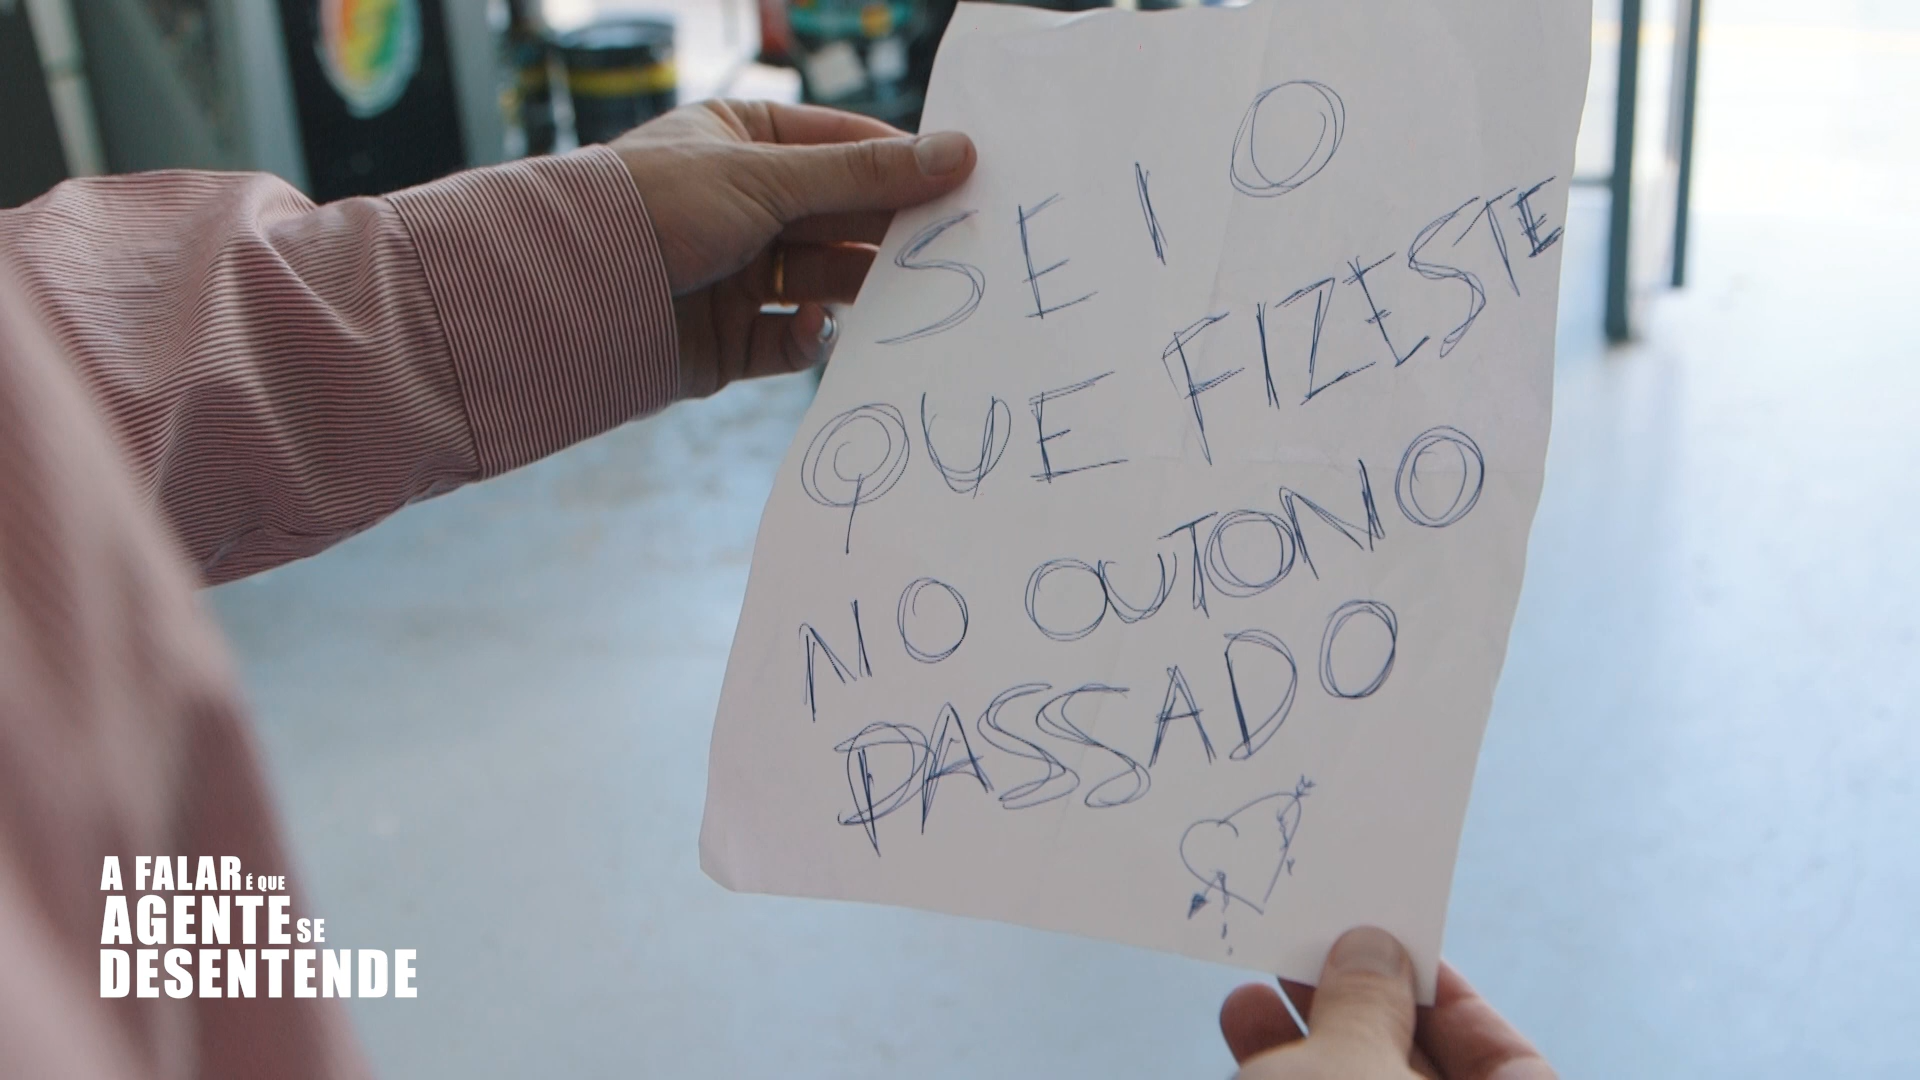 SEI O
QUE FIZESTE
NO OUTONO
PASSADO
A FALAR É QUE
AGENTE SE
DESENTENDE